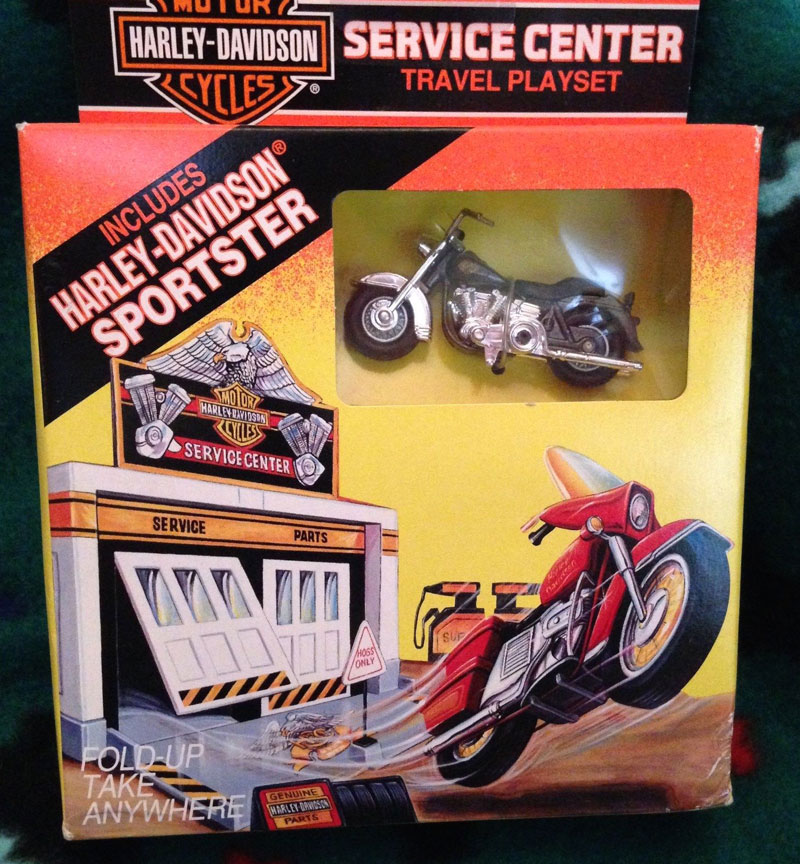 MOTOR
HARLEY-DAVIDSON
CYCLES
®
SERVICE CENTER
TRAVEL PLAYSET
INCLUDES
HARLEY-DAVIDSON®
SPORTSTER
MOTOR
HARLEY-DAVIDSON
CYCLES
SERVICE CENTER
SERVICE
PARTS
HOSS
ONLY
FOLD-UP
TAKE
ANYWHERE
GENUINE
HARLEY-DAVIDSON
PARTS